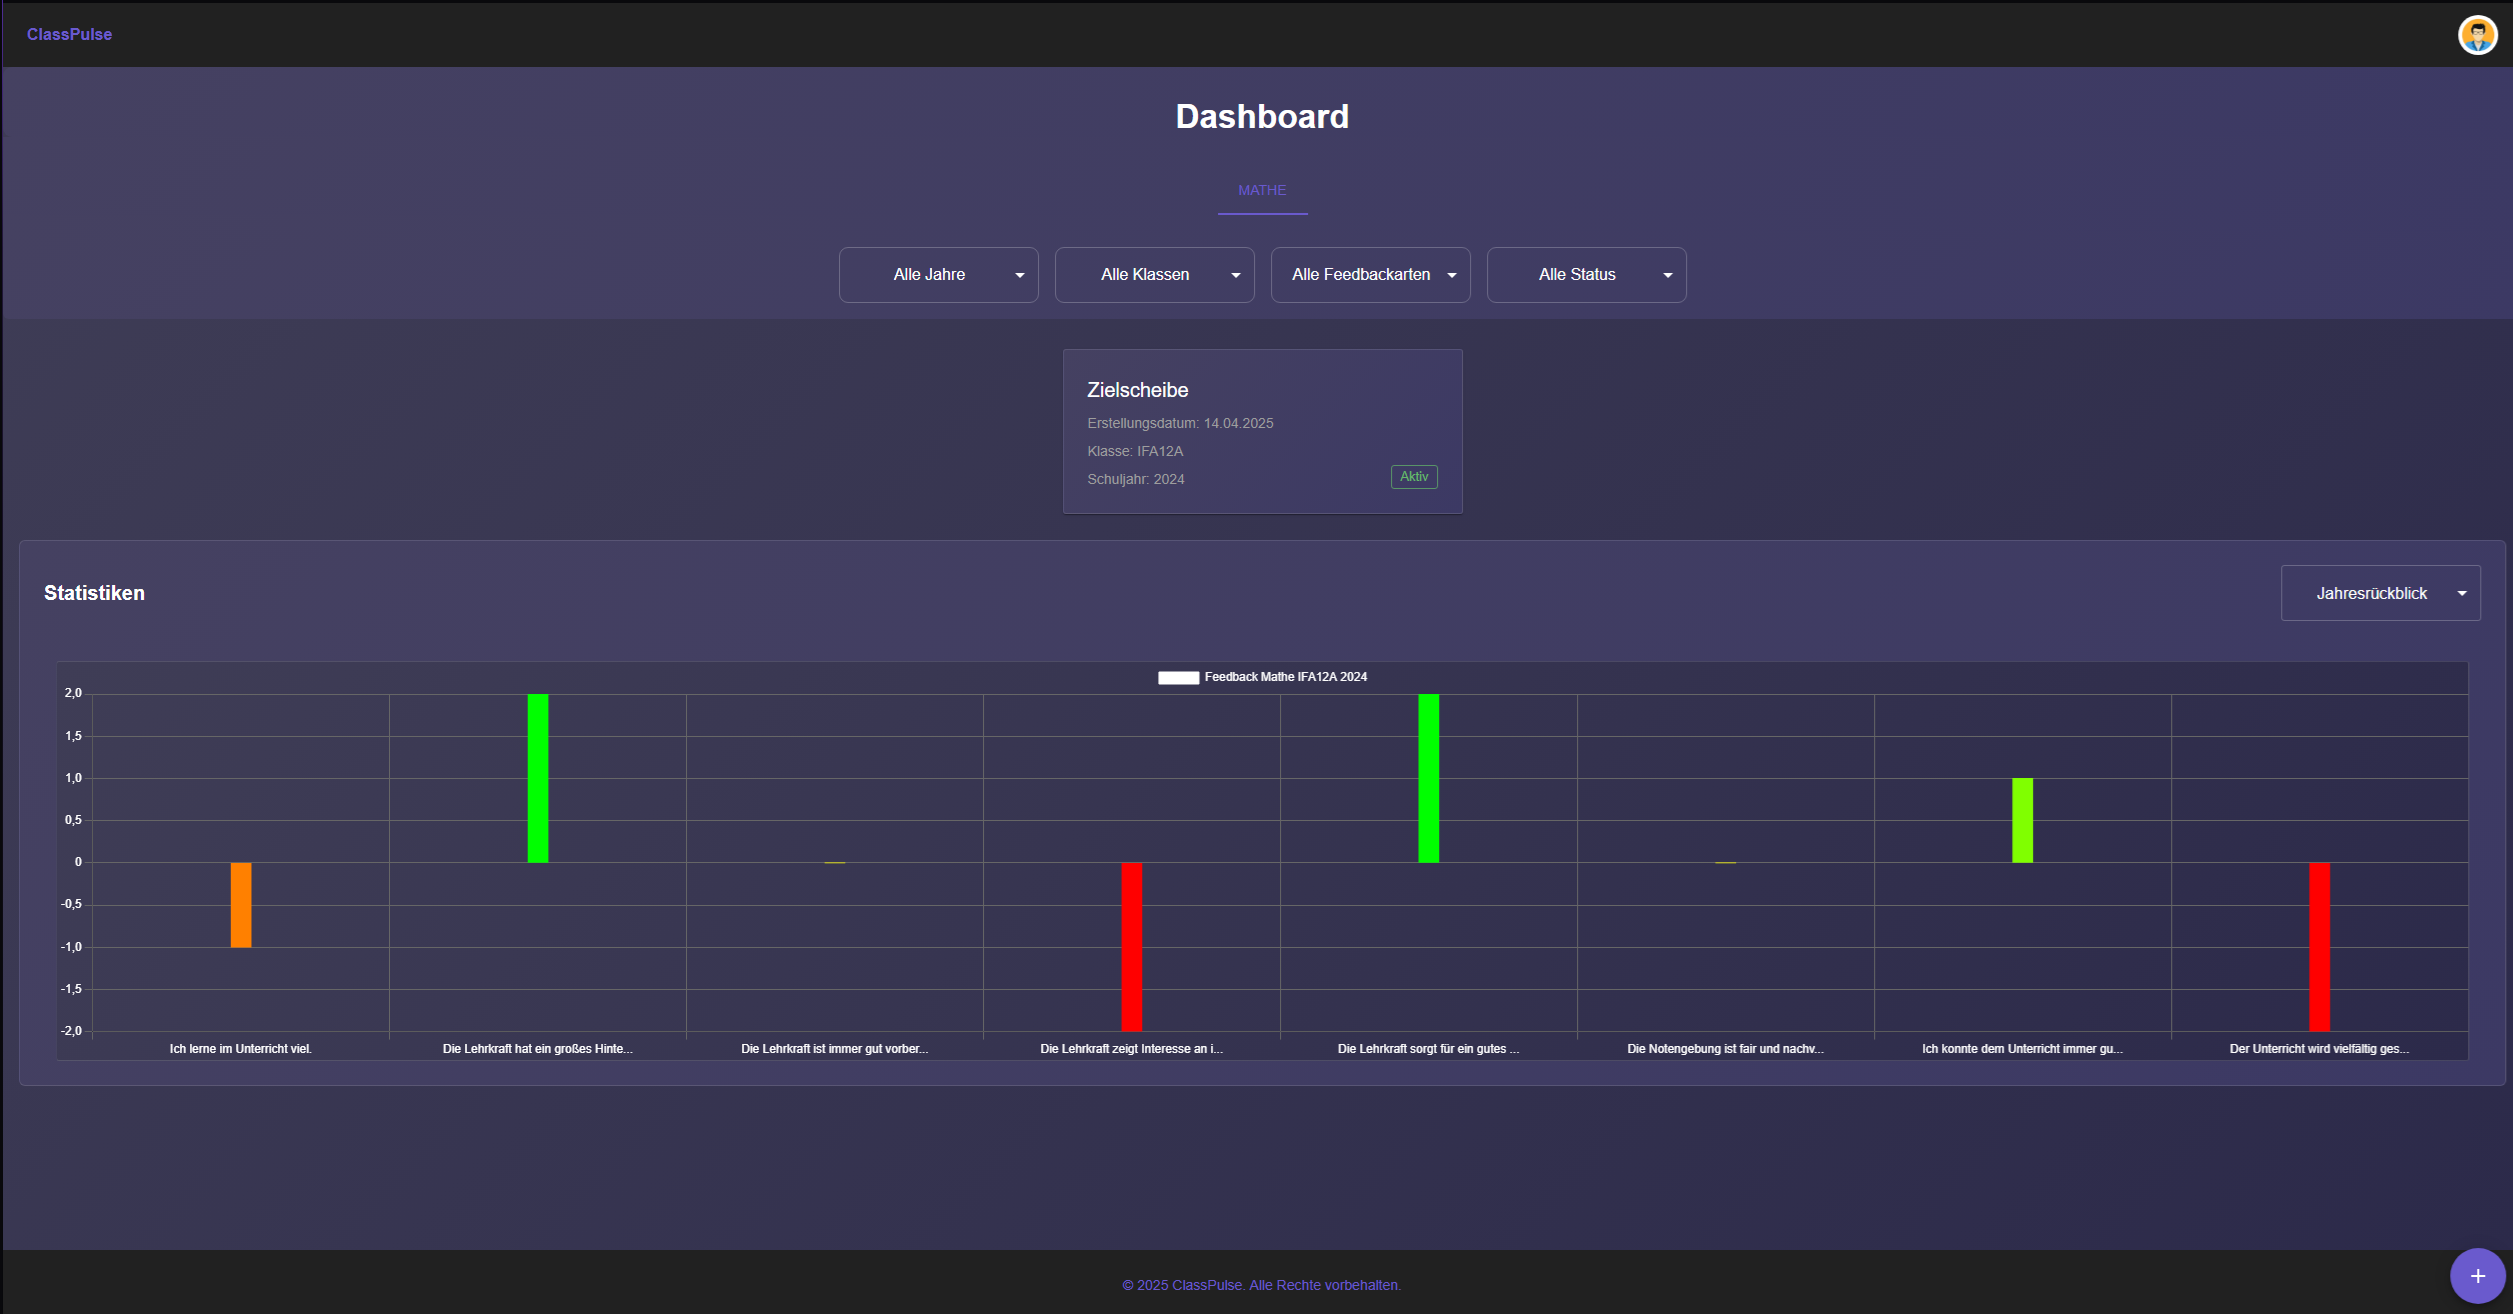 ClassPulse
Dashboard
MATHE
Alle Jahre
Alle Klassen
Alle Feedbackarten
Alle Status
Zielscheibe
Erstellungsdatum: 14.04.2025
Klasse: IFA12A
Schuljahr: 2024
Aktiv
Statistiken
Jahresrückblick
Feedback Mathe IFA12A 2024
2,0
1,5
1,0
0,5
0
-0,5
-1,0
-1,5
-2,0
Ich lerne im Unterricht viel.
Die Lehrkraft hat ein großes Hinte...
Die Lehrkraft ist immer gut vorber...
Die Lehrkraft zeigt Interesse an i...
Die Lehrkraft sorgt für ein gutes ...
Die Notengebung ist fair und nachv...
Ich konnte dem Unterricht immer gu...
Der Unterricht wird vielfältig ges...
© 2025 ClassPulse. Alle Rechte vorbehalten.
+